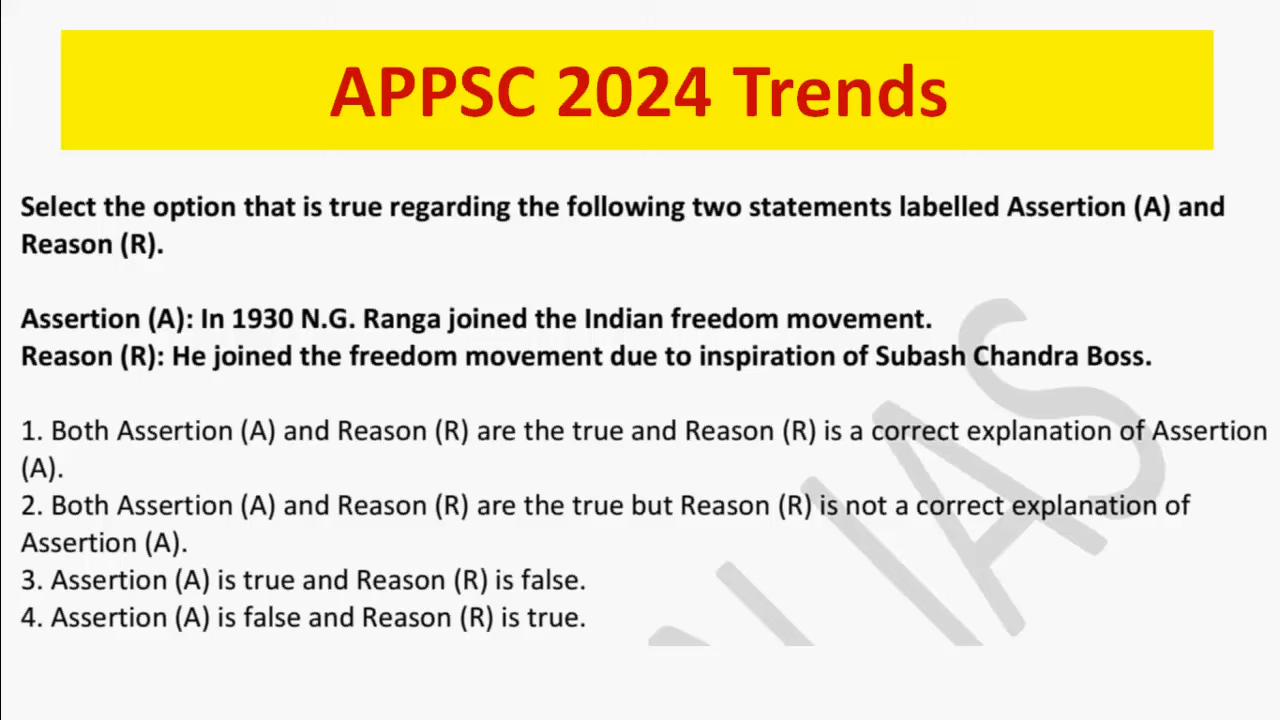 APPSC 2024 Trends
Select the option that is true regarding the following two statements labelled Assertion (A) and
Reason (R).
Assertion (A): In 1930 N.G. Ranga joined the Indian freedom movement.
Reason (R): He joined the freedom movement due to inspiration of Subash Chandra Boss.
1. Both Assertion (A) and Reason (R) are the true and Reason (R) is a correct explanation of Assertion
(A).
2. Both Assertion (A) and Reason (R) are the true but Reason (R) is not a correct explanation of
Assertion (A).
3. Assertion (A) is true and Reason (R) is false.
4. Assertion (A) is false and Reason (R) is true.
IAS